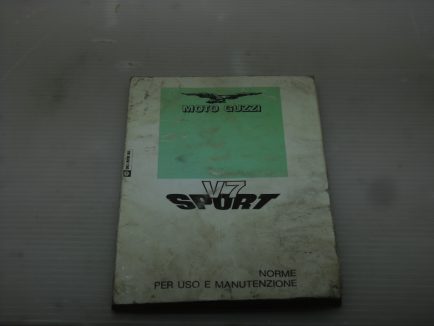 MOTO GUZZI
V7
SPORT
NORME
PER USO E MANUTENZIONE